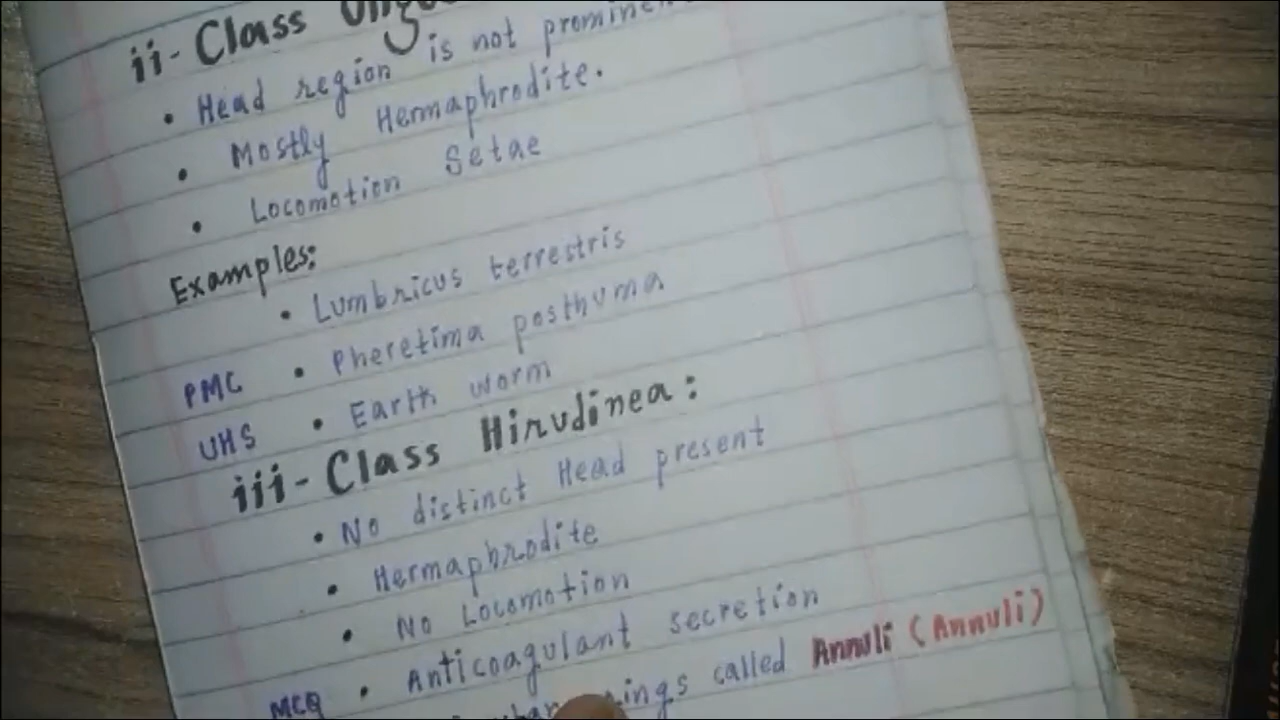 ii- Class
• Head region is not
• Mostly Hermaphrodite.
• Locomotion Setae
Examples:
• Lumbricus terrestris
PMC • Pheretima posthuma
UHS • Earth worm
iii- Class Hirudinea:
• No distinct Head present
• Hermaphrodite
• No Locomotion
MCQ • Anticoagulant secretion
called Annuli (Annuli)